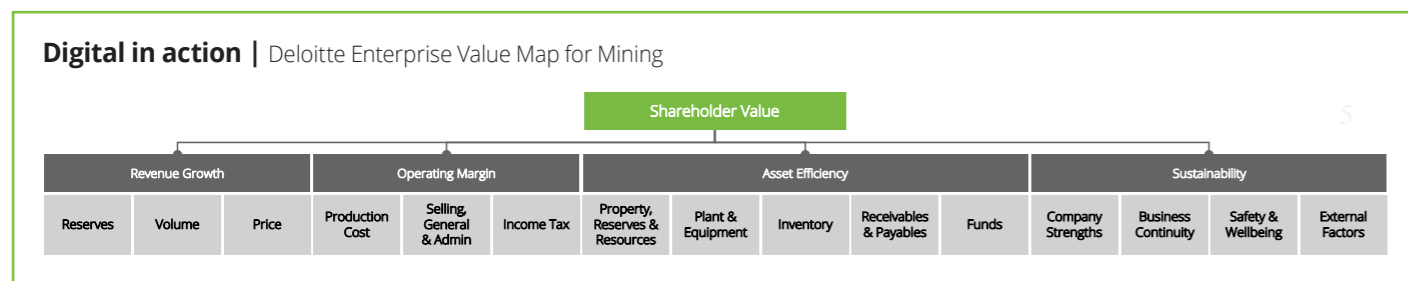 Digital in action | Deloitte Enterprise Value Map for Mining
Shareholder Value
5
Revenue Growth
Operating Margin
Asset Efficiency
Sustainability
Reserves
Volume
Price
Production
Cost
Selling,
General
& Admin
Income Tax
Property,
Reserves &
Resources
Plant &
Equipment
Inventory
Receivables
& Payables
Funds
Company
Strengths
Business
Continuity
Safety &
Wellbeing
External
Factors